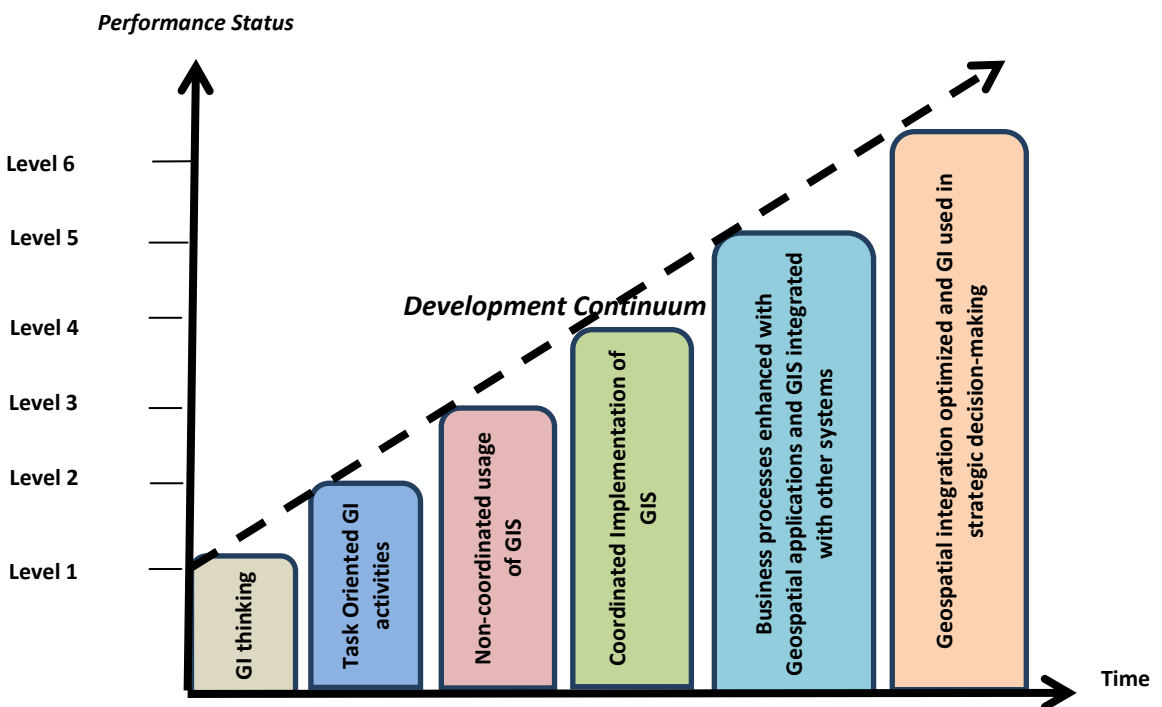 Performance Status
Level 6
Level 5
Level 4
Level 3
Level 2
Level 1
Development Continuum
GI thinking
Task Oriented GI
activities
Non-coordinated usage
of GIS
Coordinated Implementation of
GIS
Business processes enhanced with
Geospatial applications and GIS integrated
with other systems
Geospatial integration optimized and GI used in
strategic decision-making
Time